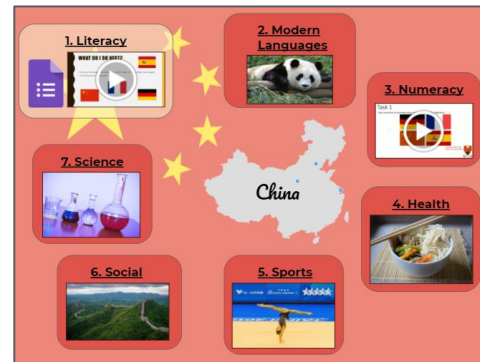 1. Literacy
WHAT DO I DO NEXT?
2. Modern
Languages
3. Numeracy
Task 1
7. Science
China
4. Health
6. Social
5. Sports